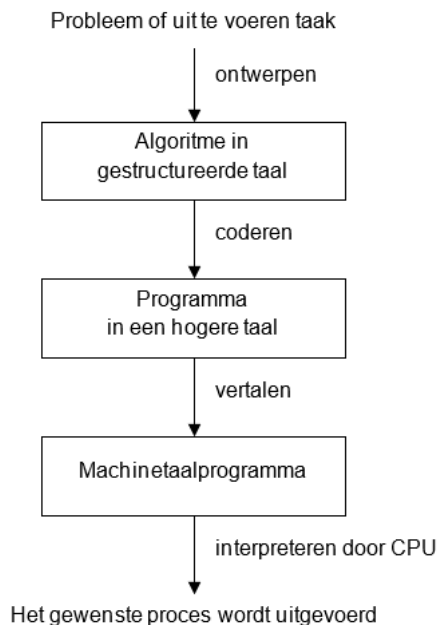 Probleem of uit te voeren taak
ontwerpen
Algoritme in
gestructureerde taal
coderen
Programma
in een hogere taal
vertalen
Machinetaalprogramma
interpreteren door CPU
Het gewenste proces wordt uitgevoerd